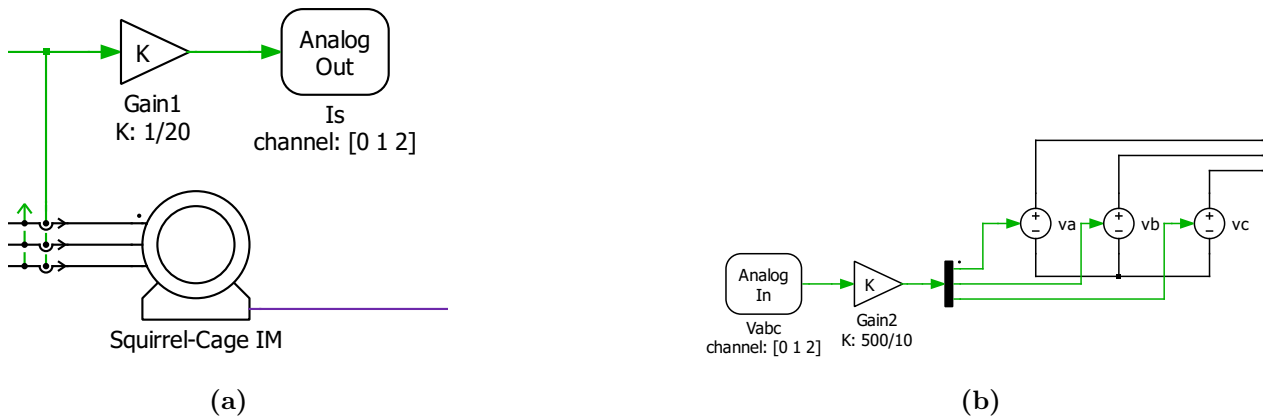 K
Analog
Out
Gain1
K: 1/20
Is
channel: [0 1 2]
Squirrel-Cage IM
(a)
+
−
va
+
−
vb
+
−
vc
Analog
In
K
Vabc
channel: [0 1 2]
Gain2
K: 500/10
(b)